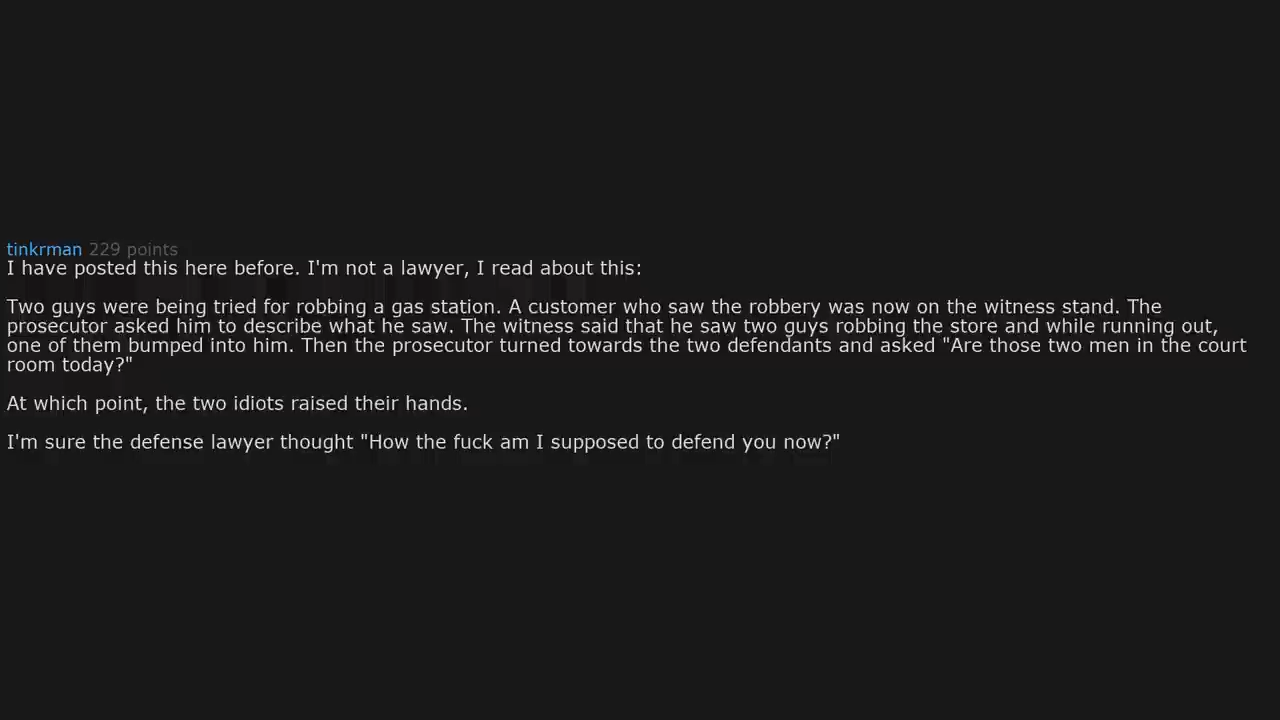 tinkrman 229 points
I have posted this here before. I'm not a lawyer, I read about this:
Two guys were being tried for robbing a gas station. A customer who saw the robbery was now on the witness stand. The
prosecutor asked him to describe what he saw. The witness said that he saw two guys robbing the store and while running out,
one of them bumped into him. Then the prosecutor turned towards the two defendants and asked "Are those two men in the court
room today?"
At which point, the two idiots raised their hands.
I'm sure the defense lawyer thought "How the fuck am I supposed to defend you now?"